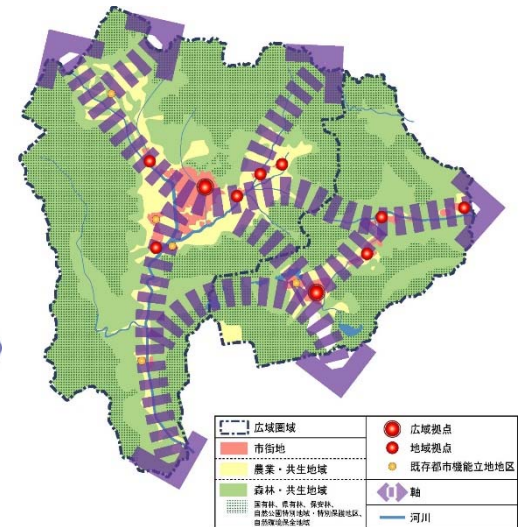 広域圏域
市街地
農業・共生地域
森林・共生地域
国有林、県有林、保安林、
自然公園特別地域・特別保護地区、
自然環境保全地域
広域拠点
地域拠点
既存都市機能立地地区
軸
河川